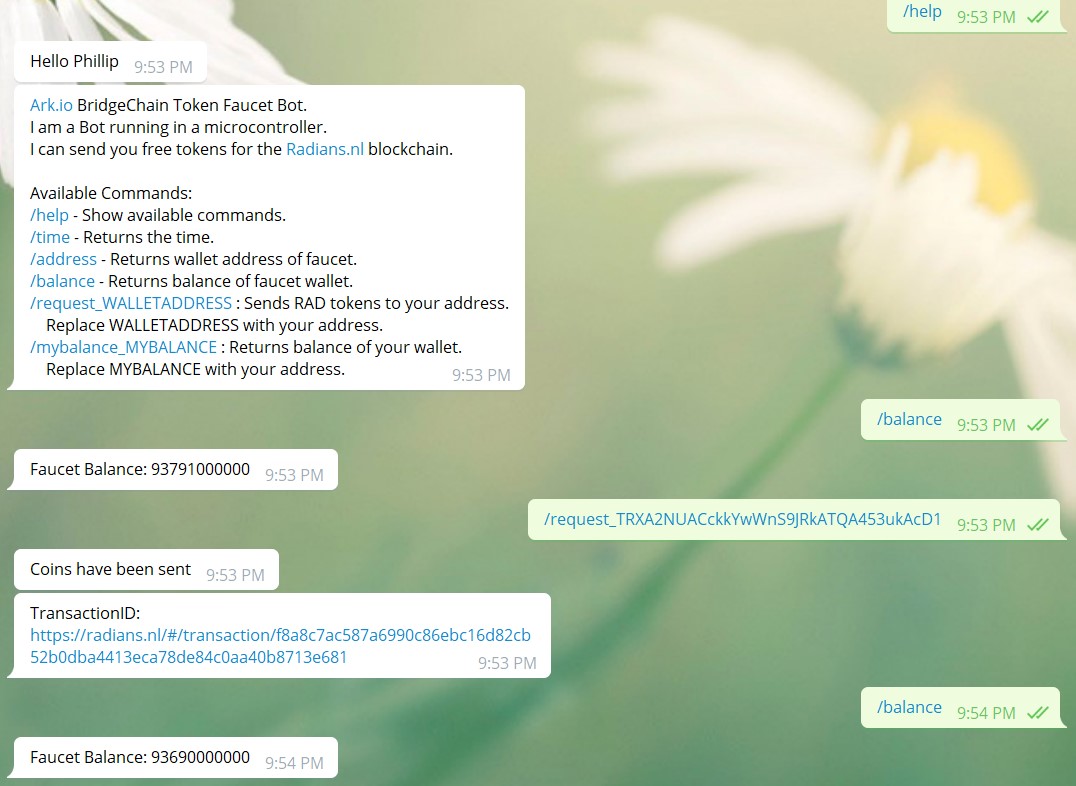 /help 9:53 PM
Hello Phillip 9:53 PM
Ark.io BridgeChain Token Faucet Bot.
I am a Bot running in a microcontroller.
I can send you free tokens for the Radians.nl blockchain.
Available Commands:
/help - Show available commands.
/time - Returns the time.
/address - Returns wallet address of faucet.
/balance - Returns balance of faucet wallet.
/request_WALLETADDRESS : Sends RAD tokens to your address.
Replace WALLETADDRESS with your address.
/mybalance_MYBALANCE : Returns balance of your wallet.
Replace MYBALANCE with your address. 9:53 PM
/balance 9:53 PM
Faucet Balance: 93791000000 9:53 PM
/request_TRXA2NUACckkYwWnS9JRkATQA453ukAcD1 9:53 PM
Coins have been sent 9:53 PM
TransactionID:
https://radians.nl/#/transaction/f8a8c7ac587a6990c86ebc16d82cb
52b0dba4413eca78de84c0aa40b8713e681 9:53 PM
/balance 9:54 PM
Faucet Balance: 93690000000 9:54 PM